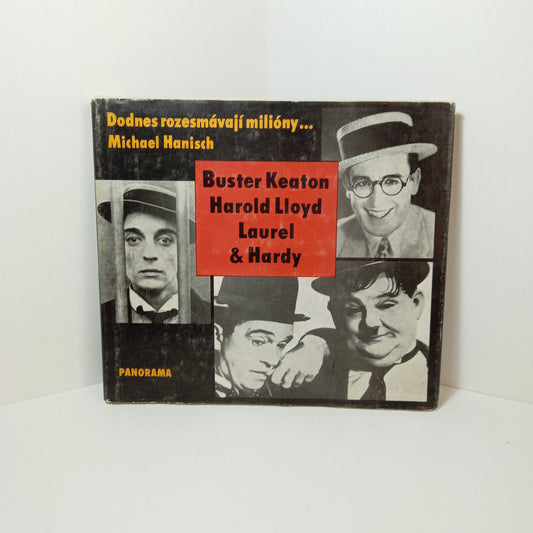 Dodnes rozesmávají milióny...
Michael Hanisch
Buster Keaton
Harold Lloyd
Laurel
& Hardy
PANORAMA